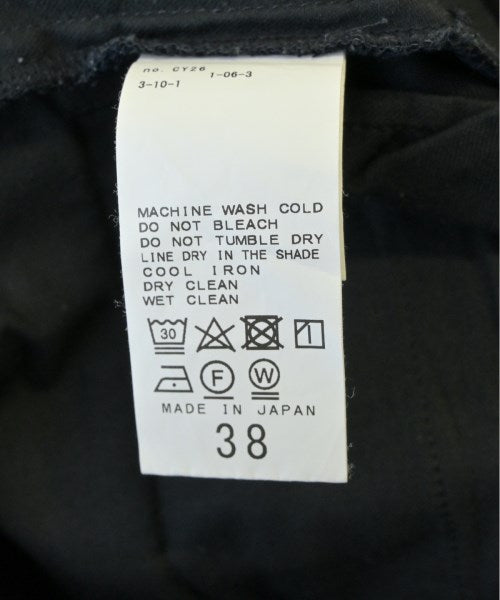 no. CY26 1-06-3
3-10-1
MACHINE WASH COLD
DO NOT BLEACH
DO NOT TUMBLE DRY
LINE DRY IN THE SHADE
COOL IRON
DRY CLEAN
WET CLEAN
30
F W
MADE IN JAPAN
38